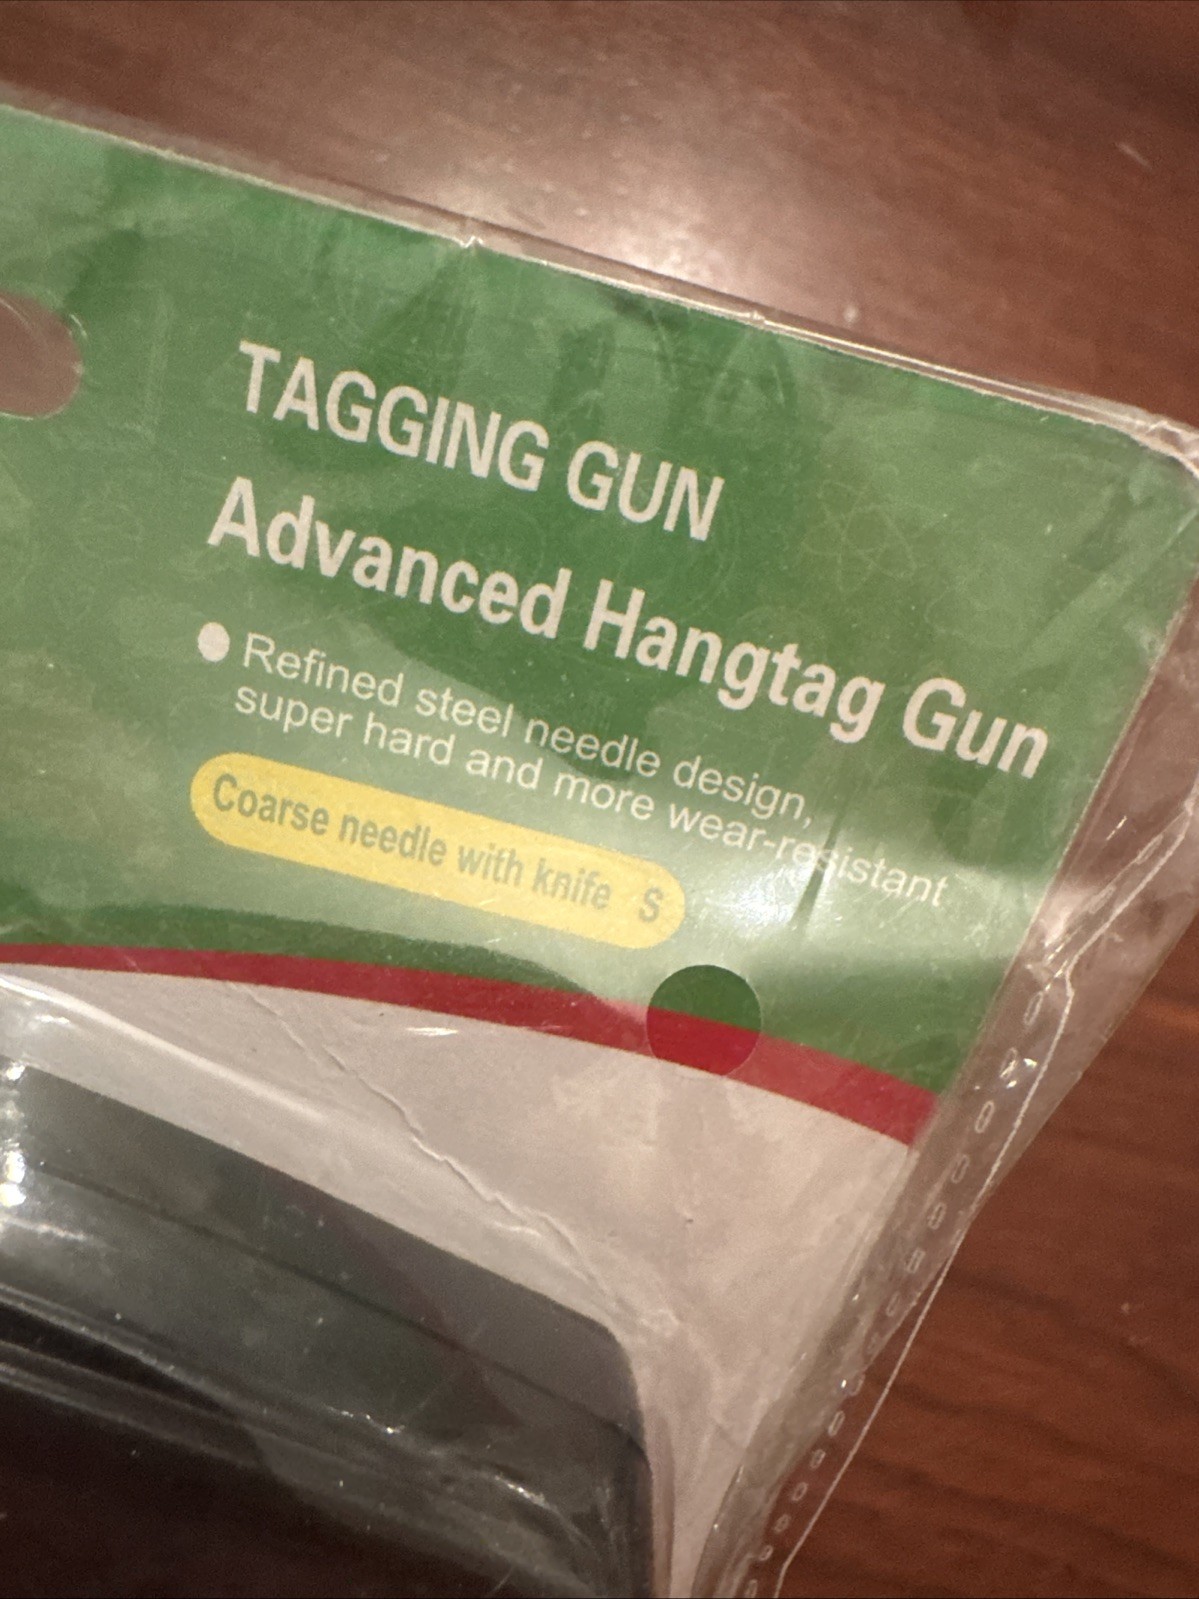 TAGGING GUN
Advanced Hangtag Gun
Refined steel needle design,
super hard and more wear-resistant
Coarse needle with knife S